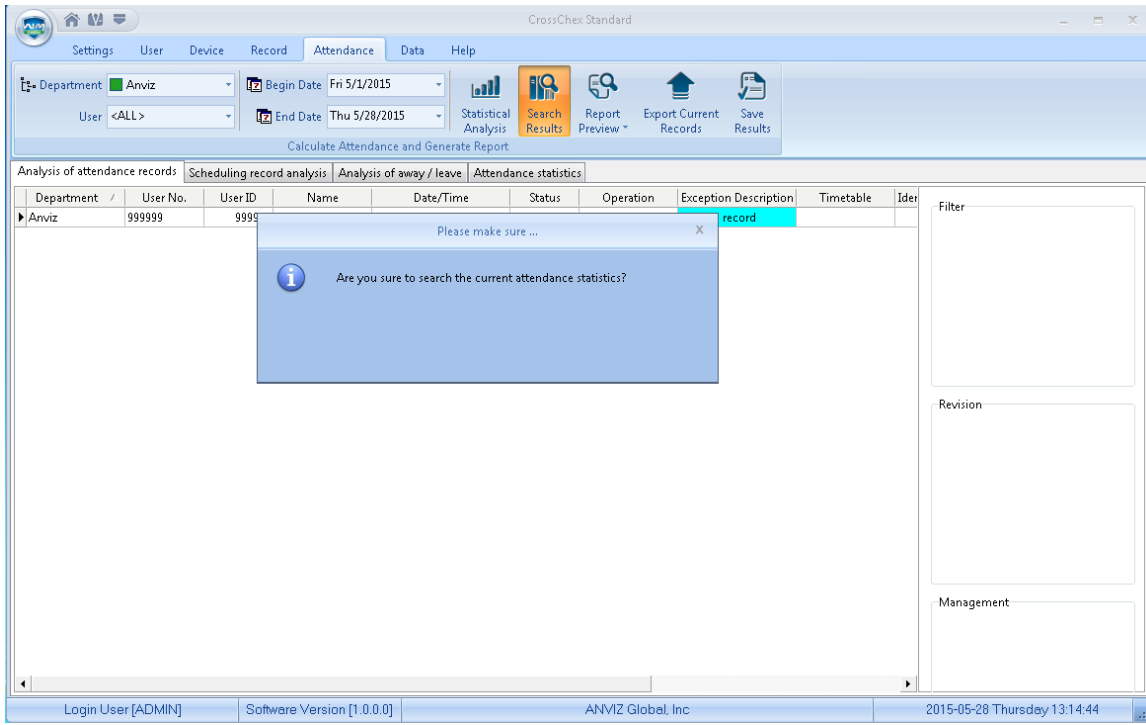 CrossChex Standard
Settings User Device Record Attendance Data Help
Department Anviz Begin Date Fri 5/1/2015
User <ALL> End Date Thu 5/28/2015
Statistical Analysis
Search Results
Report Preview
Export Current Records
Save Results
Calculate Attendance and Generate Report
Analysis of attendance records Scheduling record analysis Analysis of away / leave Attendance statistics
Department User No. User ID Name Date/Time Status Operation Exception Description Timetable Iden
Anviz 999999 9999 record
Please make sure ... X
Are you sure to search the current attendance statistics?
Filter
Revision
Management
Login User [ADMIN] Software Version [1.0.0.0] ANVIZ Global, Inc 2015-05-28 Thursday 13:14:44